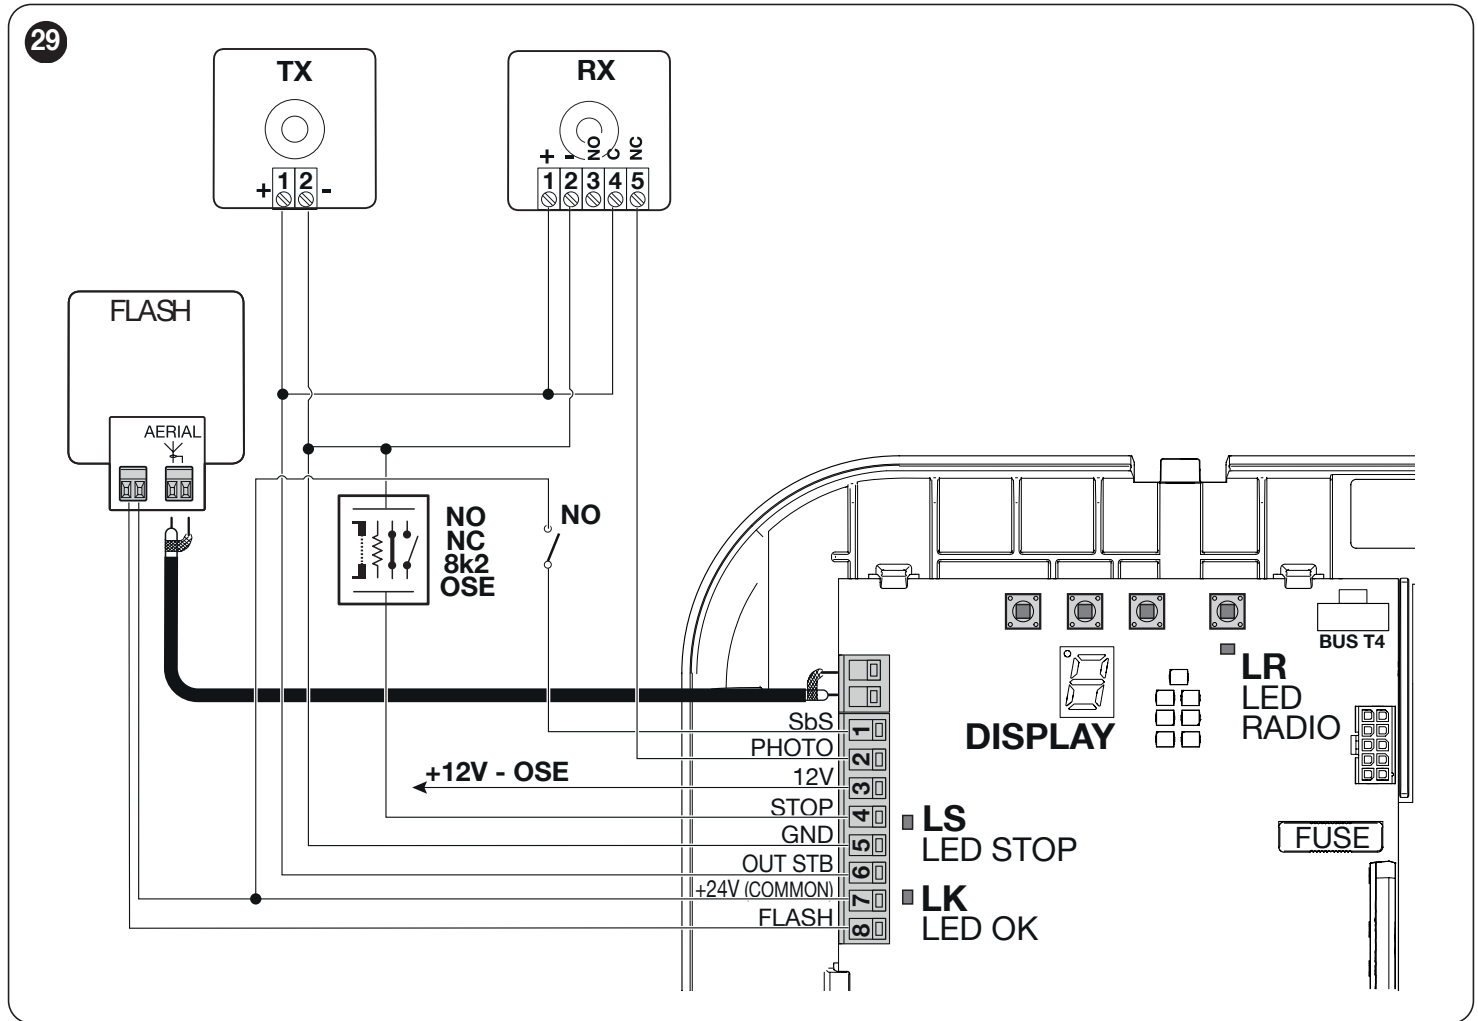 29
TX
+ 1 2 -
RX
+ - NO C NC
1 2 3 4 5
FLASH
AERIAL
NO
NC
8k2
OSE
NO
BUS T4
LR
LED
RADIO
DISPLAY
SbS 1
PHOTO 2
+12V - OSE
12V 3
STOP 4
GND 5
OUT STB 6
+24V (COMMON) 7
FLASH 8
LS
LED STOP
LK
LED OK
FUSE